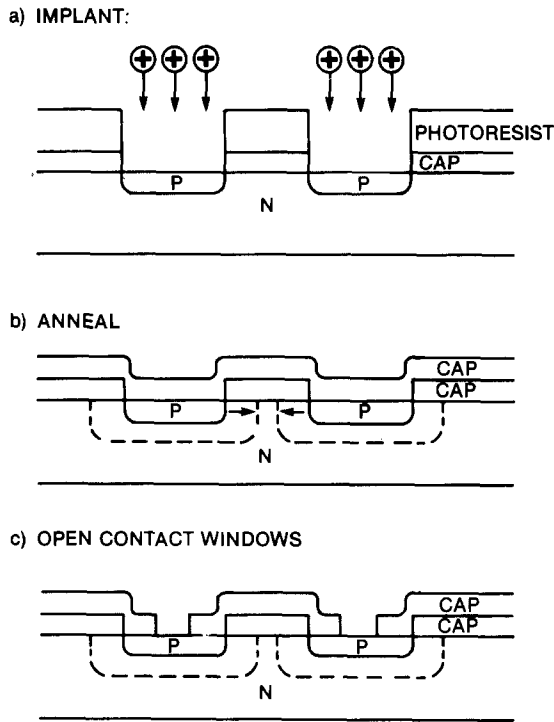 a) IMPLANT:
+ + + + + +
PHOTORESIST
CAP
P P
N
b) ANNEAL
CAP
CAP
P P
N
c) OPEN CONTACT WINDOWS
CAP
CAP
P P
N